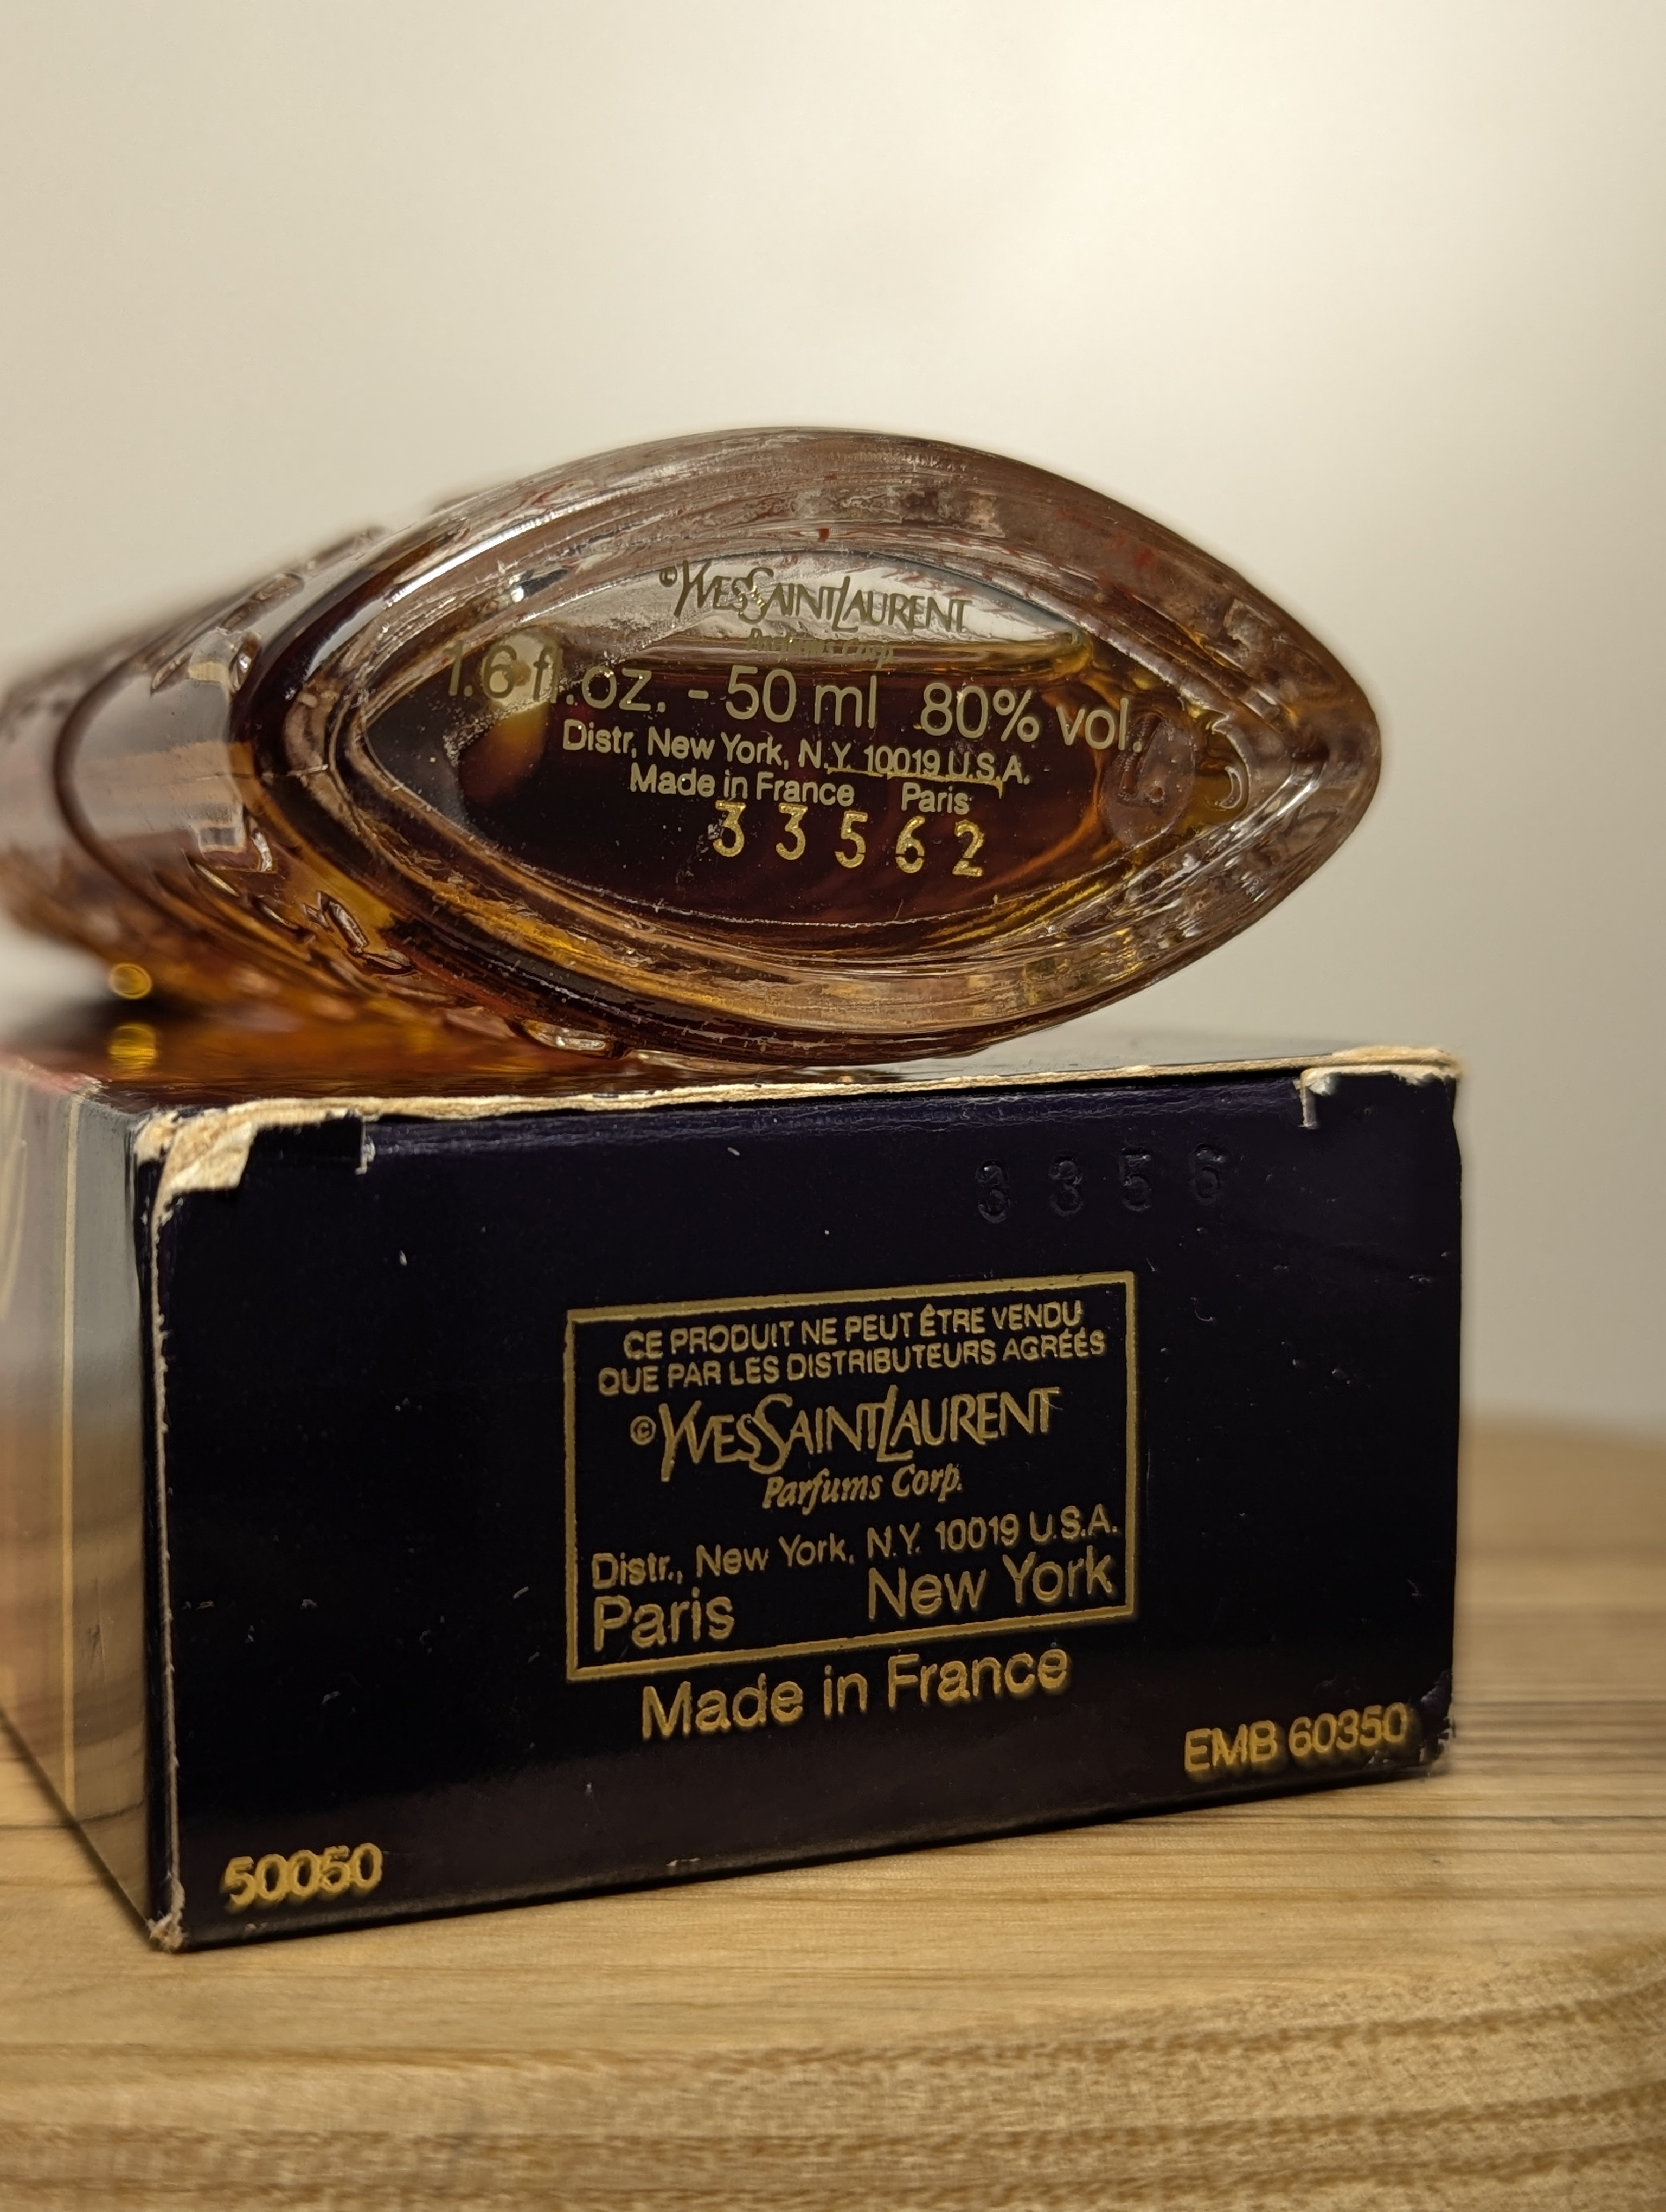 © YVESSAINTLAURENT
Parfums Corp.
1.6 fl.oz. - 50 ml 80% vol.
Distr, New York, N.Y. 10019 U.S.A.
Made in France Paris
33562
3356
CE PRODUIT NE PEUT ÊTRE VENDU
QUE PAR LES DISTRIBUTEURS AGRÉÉS
© YVESSAINTLAURENT
Parfums Corp.
Distr., New York, N.Y. 10019 U.S.A.
Paris New York
Made in France
EMB 60350
50050